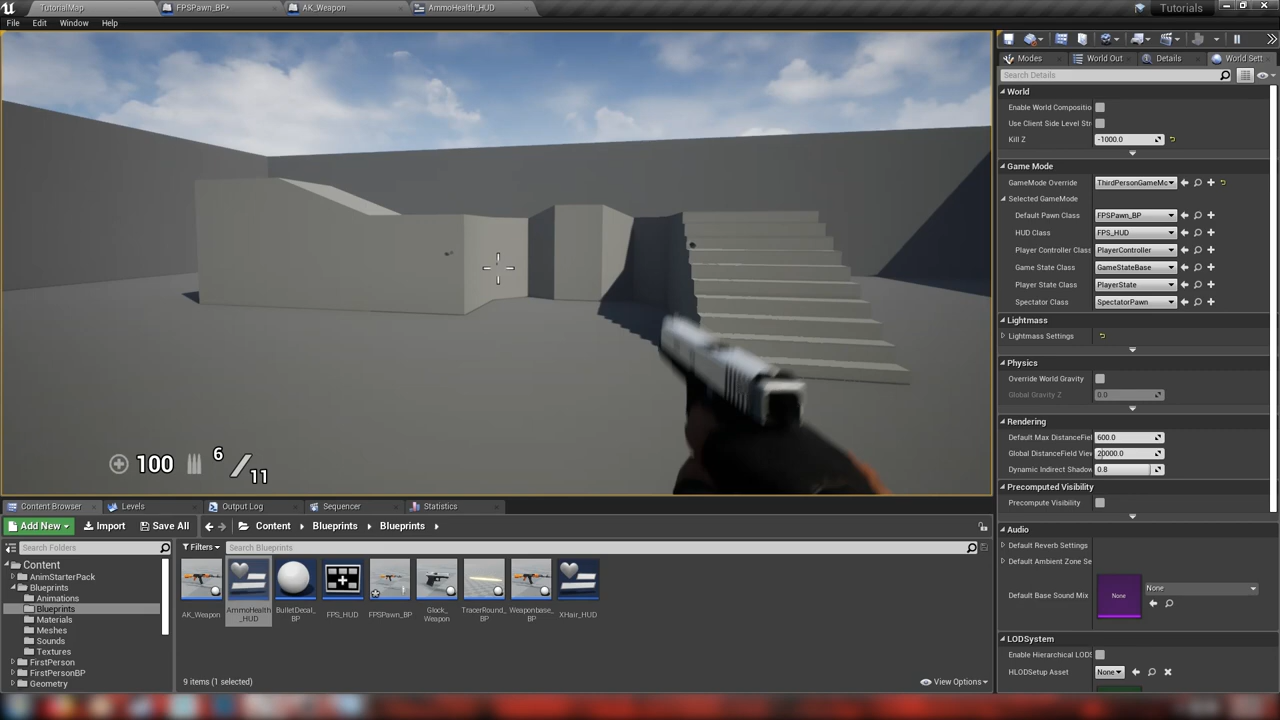 TutorialMap
FPSPawn_BP*
AK_Weapon
AmmoHealth_HUD
Tutorials
File
Edit
Window
Help
Modes
World Out
Details
World Sett
Search Details
World
Enable World Compositio
Use Client Side Level Str
Kill Z
-1000.0
Game Mode
GameMode Override
ThirdPersonGameMc
Selected GameMode
Default Pawn Class
FPSPawn_BP
HUD Class
FPS_HUD
Player Controller Class
PlayerController
Game State Class
GameStateBase
Player State Class
PlayerState
Spectator Class
SpectatorPawn
Lightmass
Lightmass Settings
Physics
Override World Gravity
Global Gravity Z
0.0
Rendering
Default Max DistanceFiel
600.0
Global DistanceField View
20000.0
Dynamic Indirect Shadow
0.8
Precomputed Visibility
Precompute Visibility
Audio
Default Reverb Settings
Default Ambient Zone Se
Default Base Sound Mix
None
None
LODSystem
Enable Hierarchical LODS
HLODSetup Asset
None
100
6
11
Content Browser
Levels
Output Log
Sequencer
Statistics
Add New
Import
Save All
Content
Blueprints
Blueprints
Search Folders
Filters
Search Blueprints
Content
AnimStarterPack
Blueprints
Animations
Blueprints
Materials
Meshes
Sounds
Textures
FirstPerson
FirstPersonBP
Geometry
AK_Weapon
AmmoHealth
_HUD
BulletDecal_
BP
FPS_HUD
FPSPawn_BP
Glock_
Weapon
TracerRound_
BP
Weaponbase_
BP
XHair_HUD
9 items (1 selected)
View Options